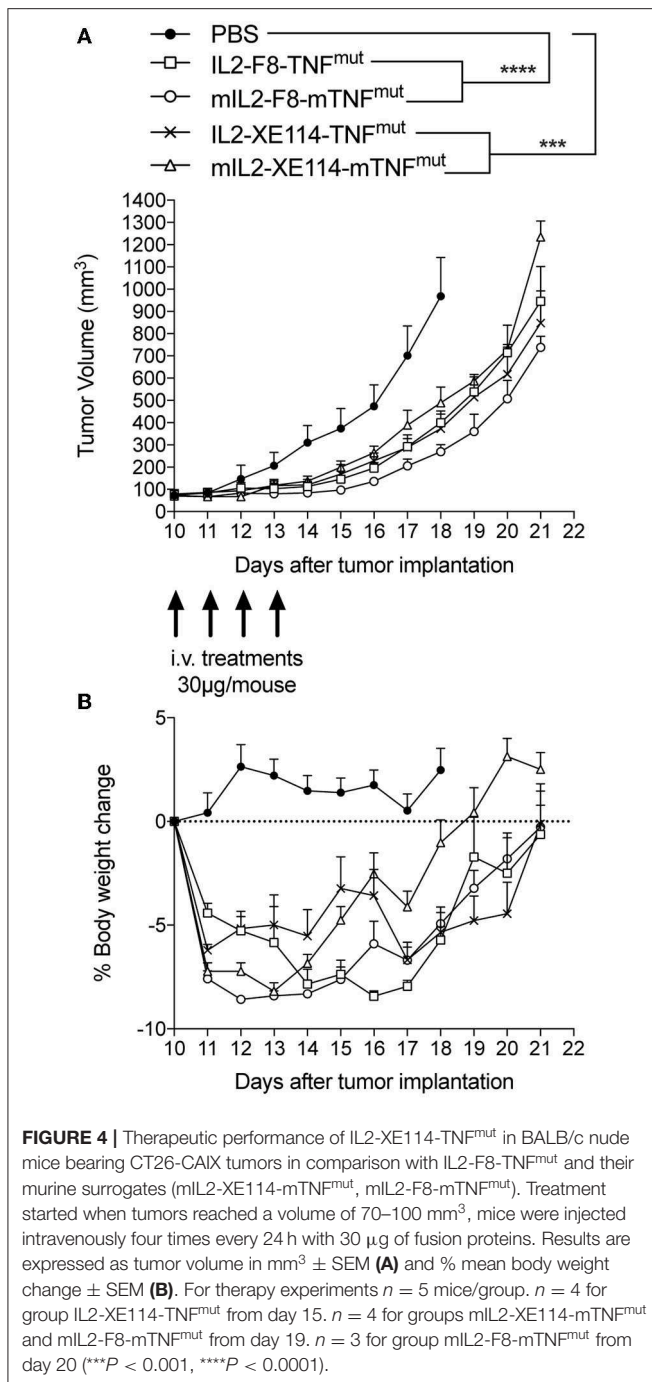 A
PBS
IL2-F8-TNFmut
mIL2-F8-mTNFmut
IL2-XE114-TNFmut
mIL2-XE114-mTNFmut
****
***
Tumor Volume (mm3)
1400
1300
1200
1100
1000
900
800
700
600
500
400
300
200
100
0
10 11 12 13 14 15 16 17 18 19 20 21 22
Days after tumor implantation
i.v. treatments
30µg/mouse
B
% Body weight change
5
0
-5
-10
10 11 12 13 14 15 16 17 18 19 20 21 22
Days after tumor implantation
FIGURE 4 | Therapeutic performance of IL2-XE114-TNFmut in BALB/c nude
mice bearing CT26-CAIX tumors in comparison with IL2-F8-TNFmut and their
murine surrogates (mIL2-XE114-mTNFmut, mIL2-F8-mTNFmut). Treatment
started when tumors reached a volume of 70–100 mm3, mice were injected
intravenously four times every 24 h with 30 µg of fusion proteins. Results are
expressed as tumor volume in mm3 ± SEM (A) and % mean body weight
change ± SEM (B). For therapy experiments n = 5 mice/group. n = 4 for
group IL2-XE114-TNFmut from day 15. n = 4 for groups mIL2-XE114-mTNFmut
and mIL2-F8-mTNFmut from day 19. n = 3 for group mIL2-F8-mTNFmut from
day 20 (***P < 0.001, ****P < 0.0001).